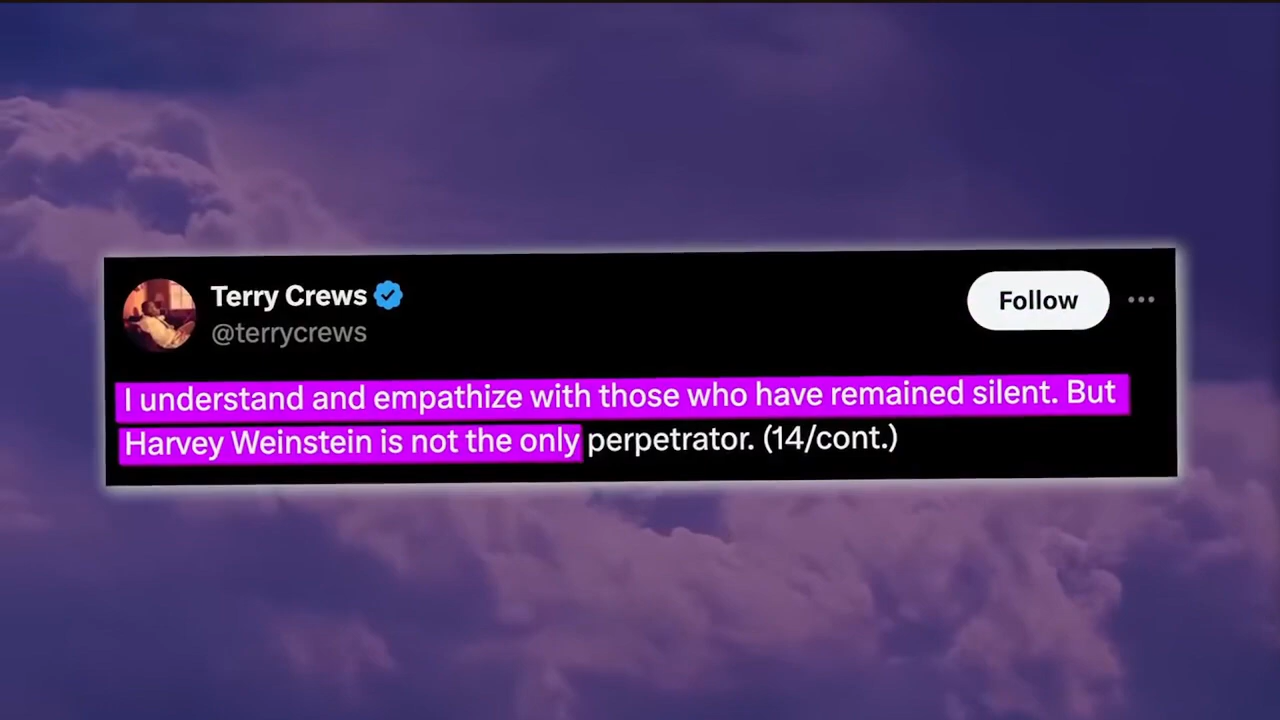 Terry Crews
@terrycrews
Follow
I understand and empathize with those who have remained silent. But
Harvey Weinstein is not the only perpetrator. (14/cont.)